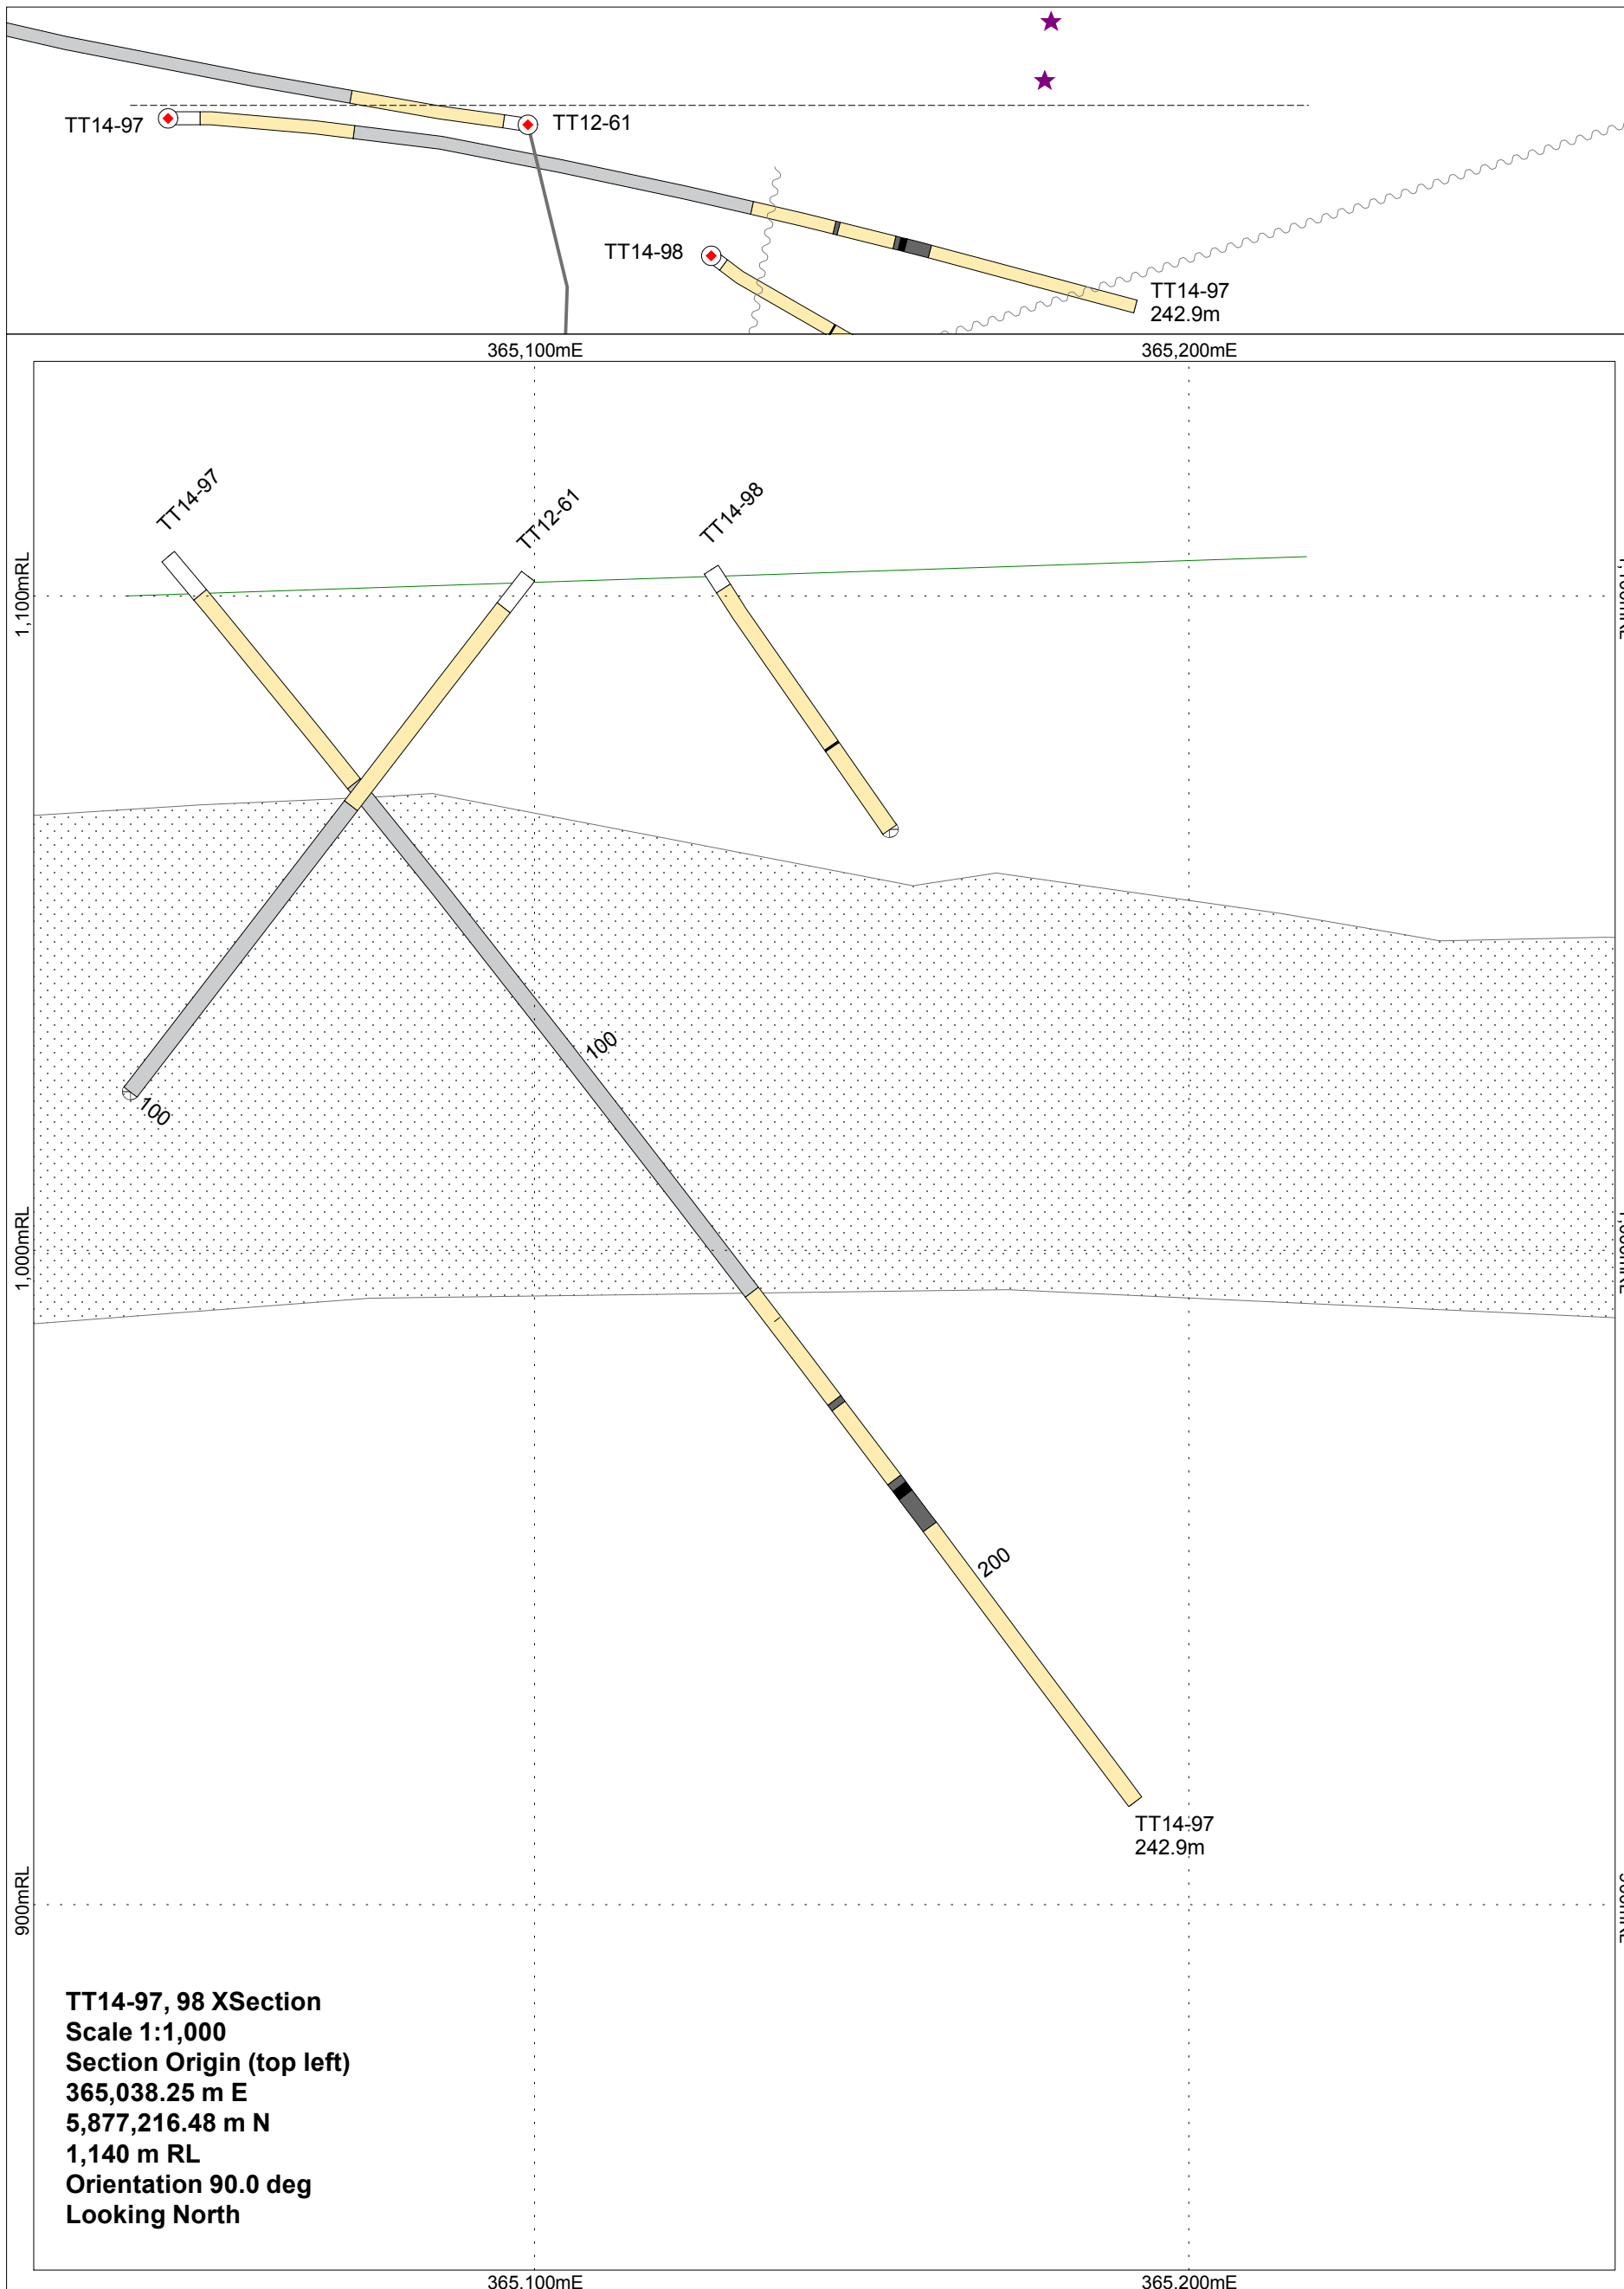 TT14-97
TT12-61
TT14-98
TT14-97
242.9m
365,100mE
365,200mE
TT14-97
TT12-61
TT14-98
1,100mRL
100
100
1,000mRL
200
TT14-97
242.9m
900mRL
TT14-97, 98 XSection
Scale 1:1,000
Section Origin (top left)
365,038.25 m E
5,877,216.48 m N
1,140 m RL
Orientation 90.0 deg
Looking North
365,100mE
365,200mE